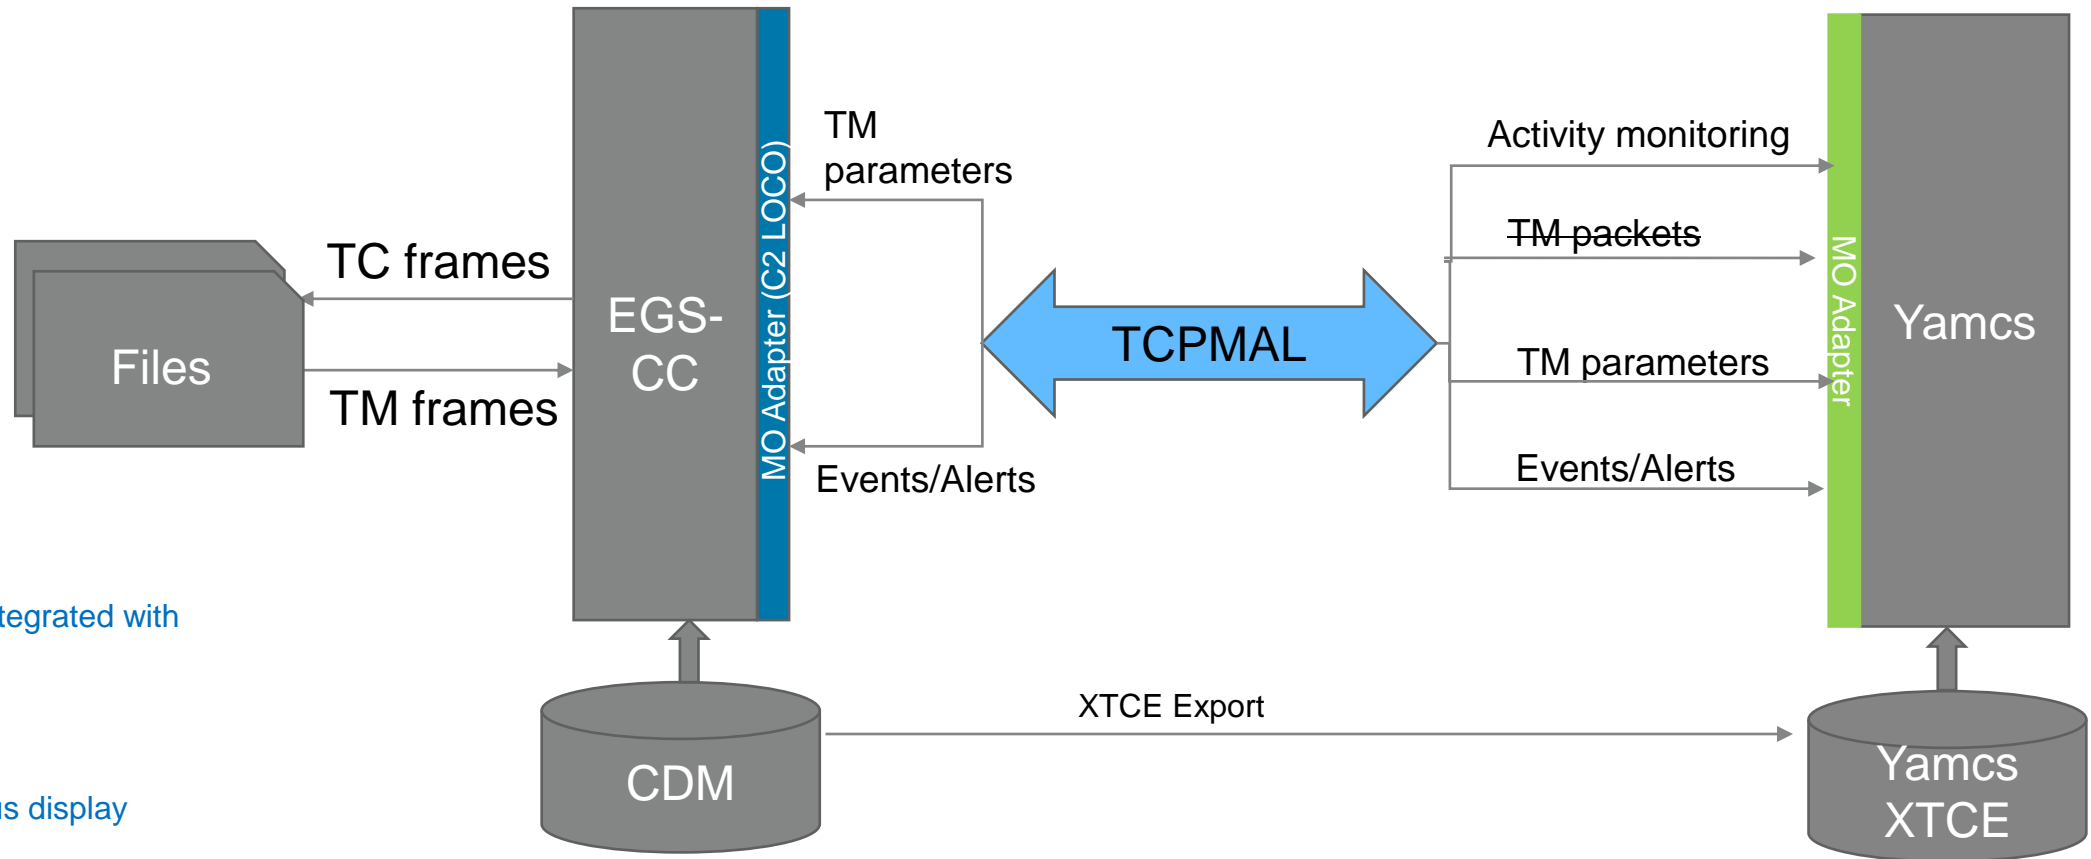 TM
parameters
Activity monitoring
TM packets
TC frames
EGS-
CC
MO Adapter (C2 LOCO)
TCPMAL
MO Adapter
Yamcs
Files
TM parameters
TM frames
Events/Alerts
Events/Alerts
tegrated with
XTCE Export
CDM
Yamcs
XTCE
us display